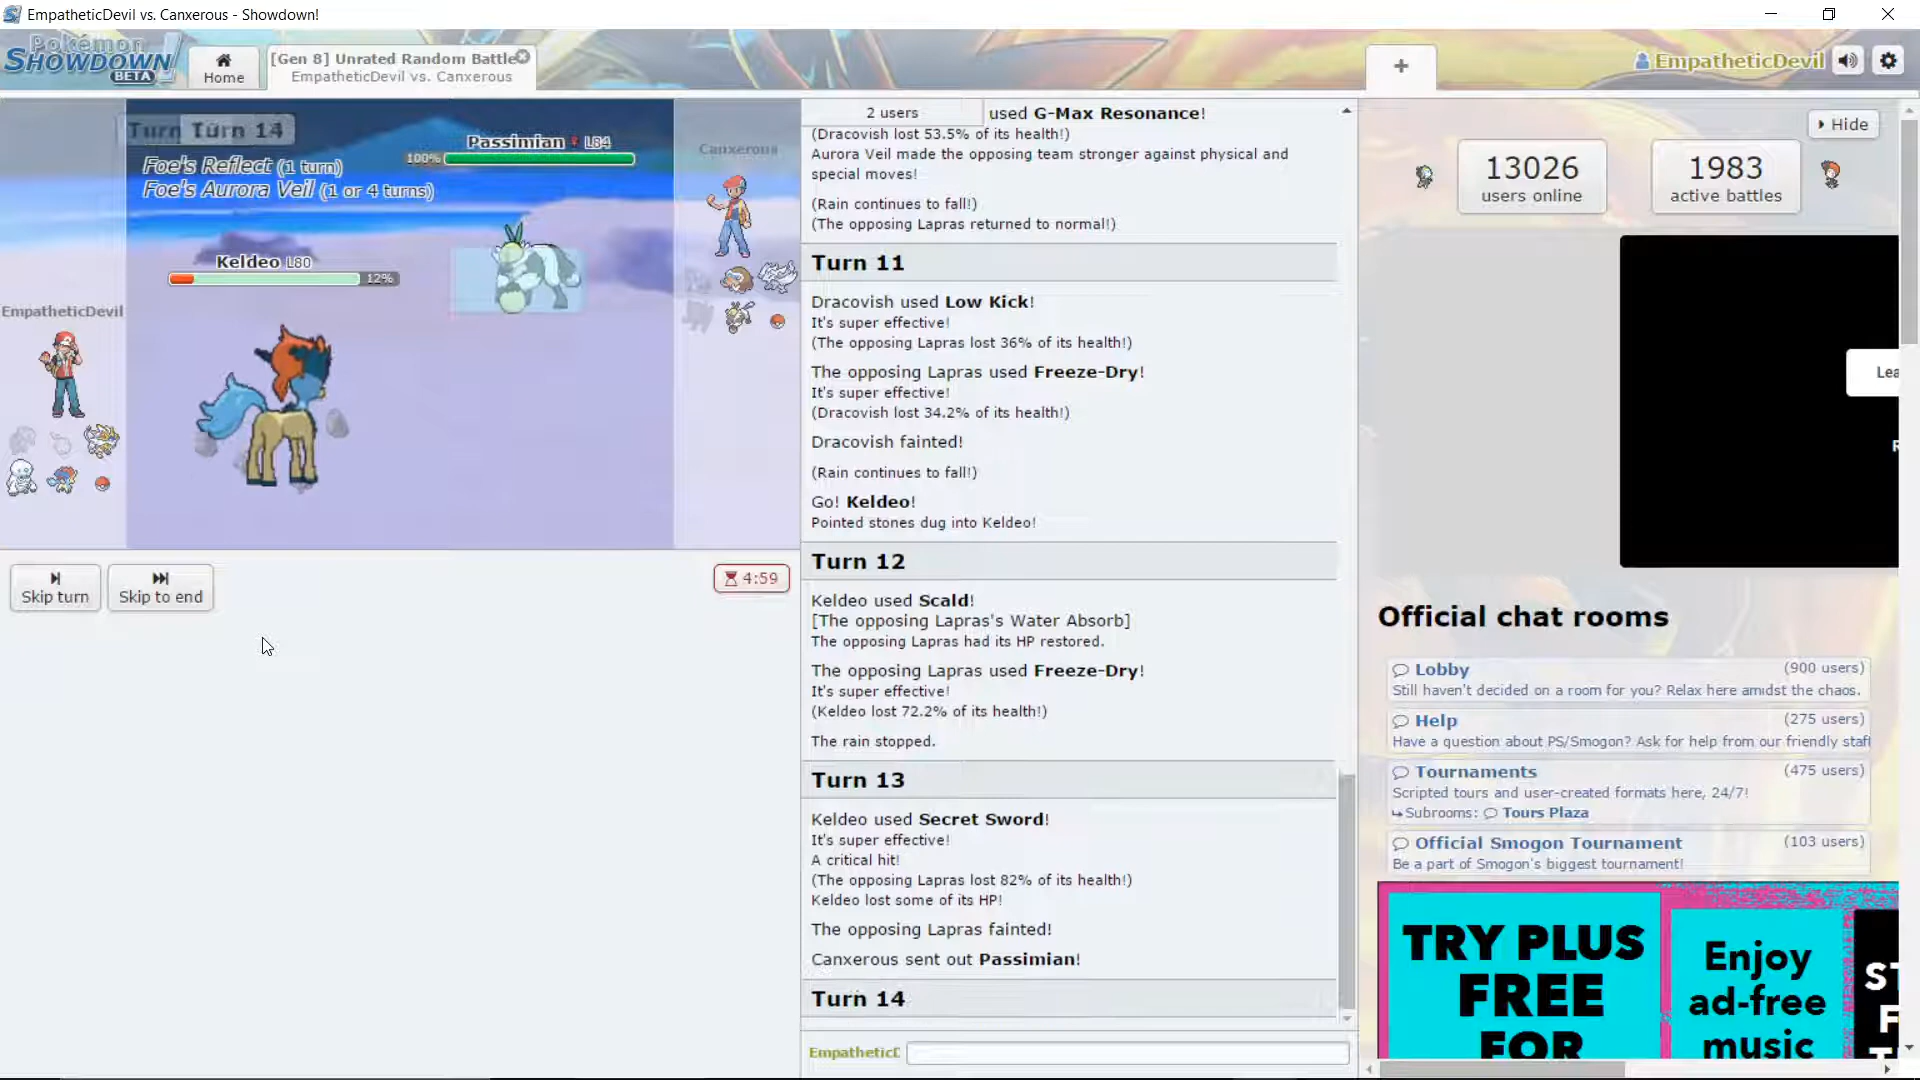 EmpatheticDevil vs. Canxerous - Showdown!
Pokémon
SHOWDOWN
BETA
Home
[Gen 8] Unrated Random Battle
EmpatheticDevil vs. Canxerous
+
EmpatheticDevil
Turn Turn 14
Foe's Reflect (1 turn)
Foe's Aurora Veil (1 or 4 turns)
Passimian L84
100%
Keldeo L80
12%
Canxerous
EmpatheticDevil
Skip turn
Skip to end
4:59
2 users
used G-Max Resonance!
(Dracovish lost 53.5% of its health!)
Aurora Veil made the opposing team stronger against physical and
special moves!
(Rain continues to fall!)
(The opposing Lapras returned to normal!)
Turn 11
Dracovish used Low Kick!
It's super effective!
(The opposing Lapras lost 36% of its health!)
The opposing Lapras used Freeze-Dry!
It's super effective!
(Dracovish lost 34.2% of its health!)
Dracovish fainted!
(Rain continues to fall!)
Go! Keldeo!
Pointed stones dug into Keldeo!
Turn 12
Keldeo used Scald!
[The opposing Lapras's Water Absorb]
The opposing Lapras had its HP restored.
The opposing Lapras used Freeze-Dry!
It's super effective!
(Keldeo lost 72.2% of its health!)
The rain stopped.
Turn 13
Keldeo used Secret Sword!
It's super effective!
A critical hit!
(The opposing Lapras lost 82% of its health!)
Keldeo lost some of its HP!
The opposing Lapras fainted!
Canxerous sent out Passimian!
Turn 14
Hide
13026
users online
1983
active battles
Lea
Official chat rooms
Lobby (900 users)
Still haven't decided on a room for you? Relax here amidst the chaos.
Help (275 users)
Have a question about PS/Smogon? Ask for help from our friendly staff
Tournaments (475 users)
Scripted tours and user-created formats here, 24/7!
Subrooms: Tours Plaza
Official Smogon Tournament (103 users)
Be a part of Smogon's biggest tournament!
TRY PLUS
FREE
FOR
Enjoy
ad-free
music